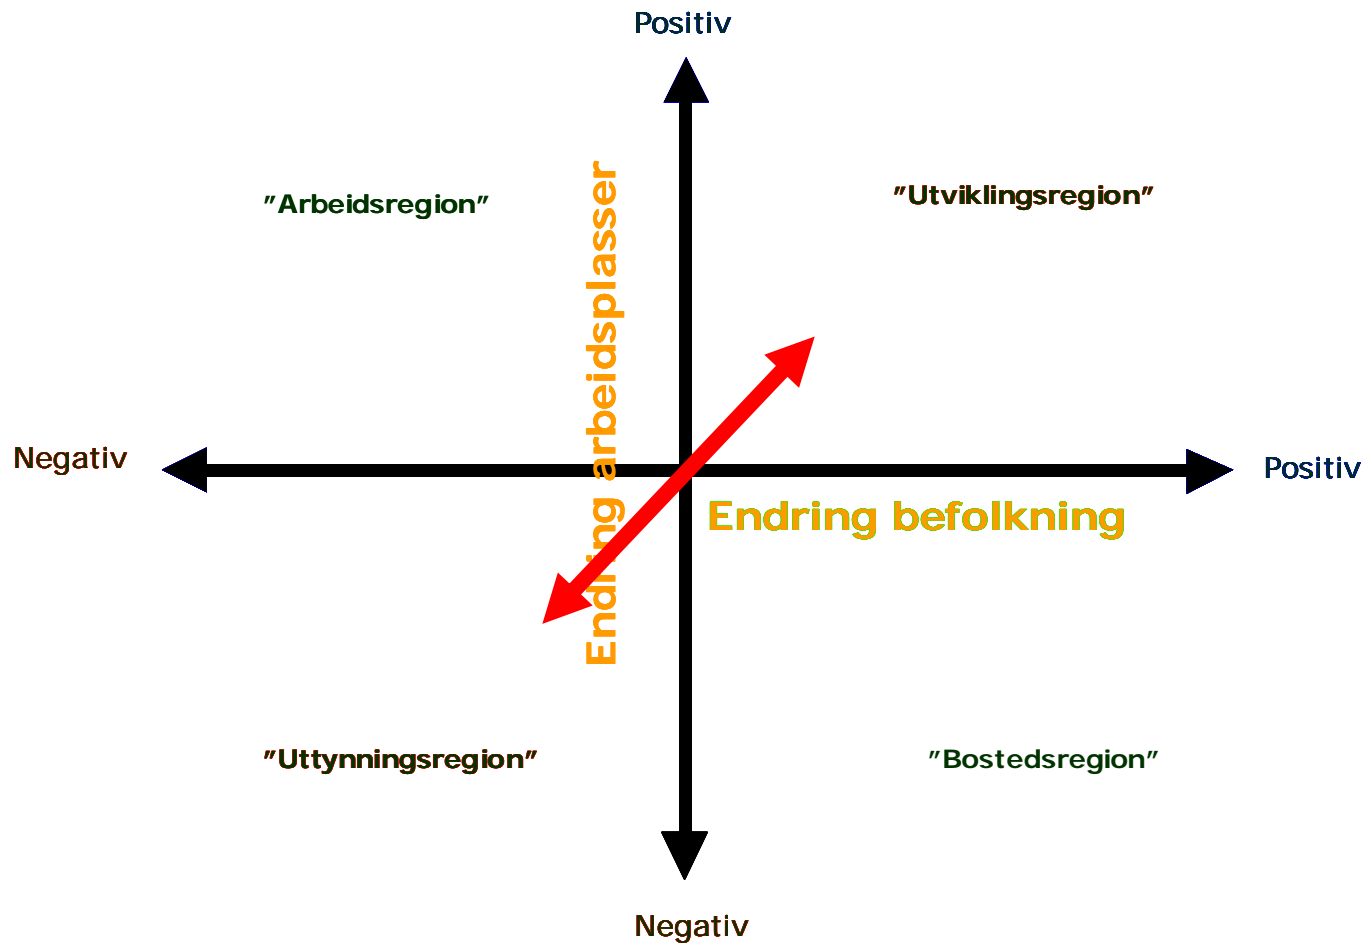 Positiv
"Arbeidsregion"
"Utviklingsregion"
Endring arbeidsplasser
Negativ
Positiv
Endring befolkning
"Uttynningsregion"
"Bostedsregion"
Negativ